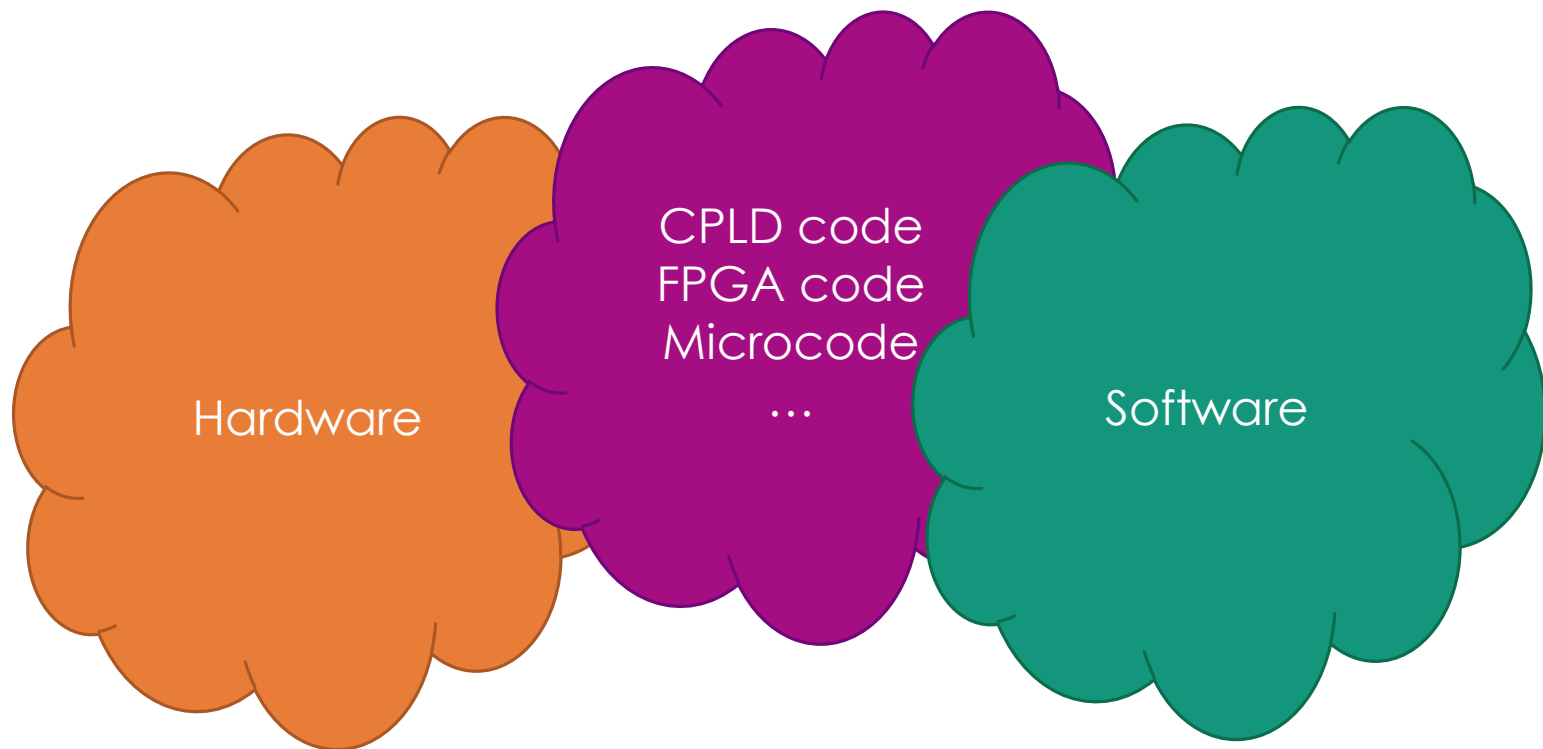 Hardware
CPLD code
FPGA code
Microcode
…
Software